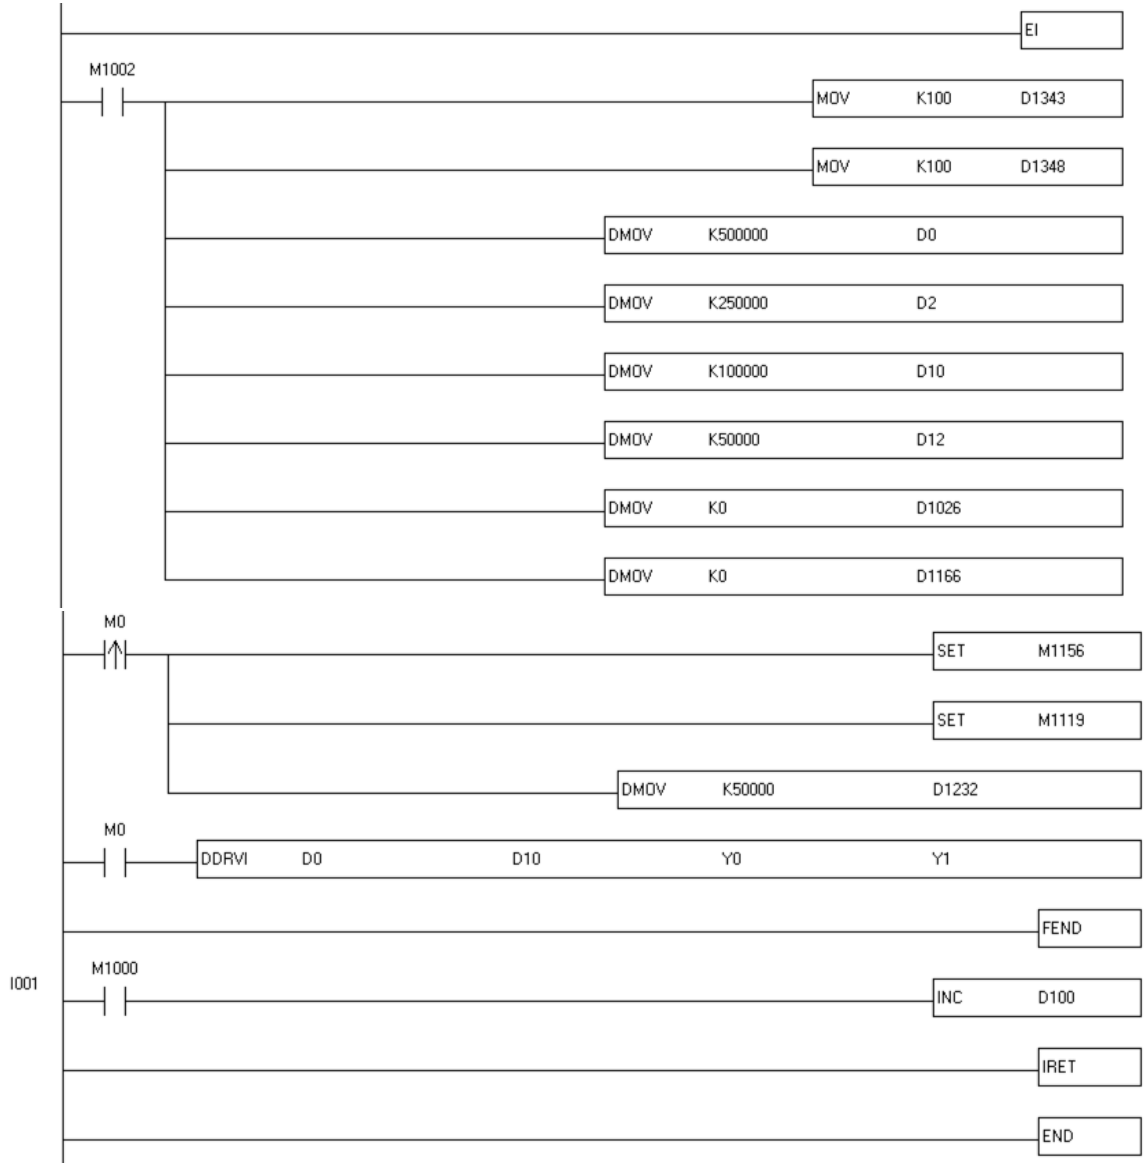 EI
M1002
MOV K100 D1343
MOV K100 D1348
DMOV K500000 D0
DMOV K250000 D2
DMOV K100000 D10
DMOV K50000 D12
DMOV K0 D1026
DMOV K0 D1166
M0
SET M1156
SET M1119
DMOV K50000 D1232
M0
DDRVI D0 D10 Y0 Y1
FEND
M1000
I001
INC D100
IRET
END